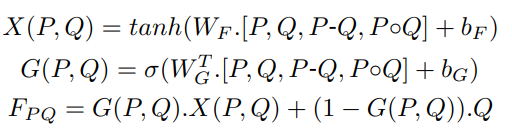 X(P, Q) = tanh(W_F.[P, Q, P-Q, P∘Q] + b_F)
G(P, Q) = σ(W_G^T.[P, Q, P-Q, P∘Q] + b_G)
F_PQ = G(P, Q).X(P, Q) + (1 − G(P, Q)).Q